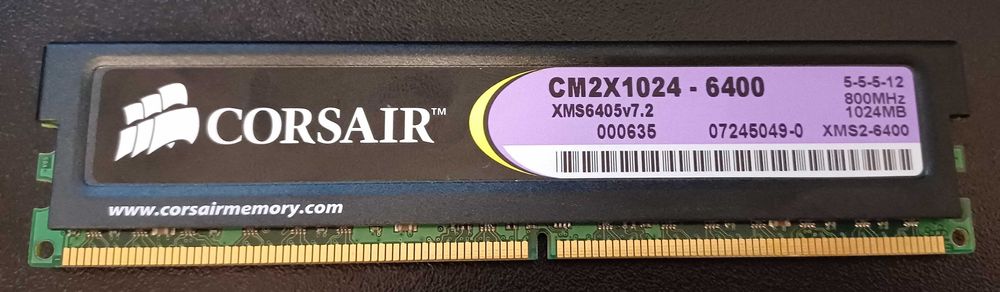 CORSAIR™
www.corsairmemory.com
CM2X1024 - 6400
XMS6405v7.2
000635 07245049-0
5-5-5-12
800MHz
1024MB
XMS2-6400